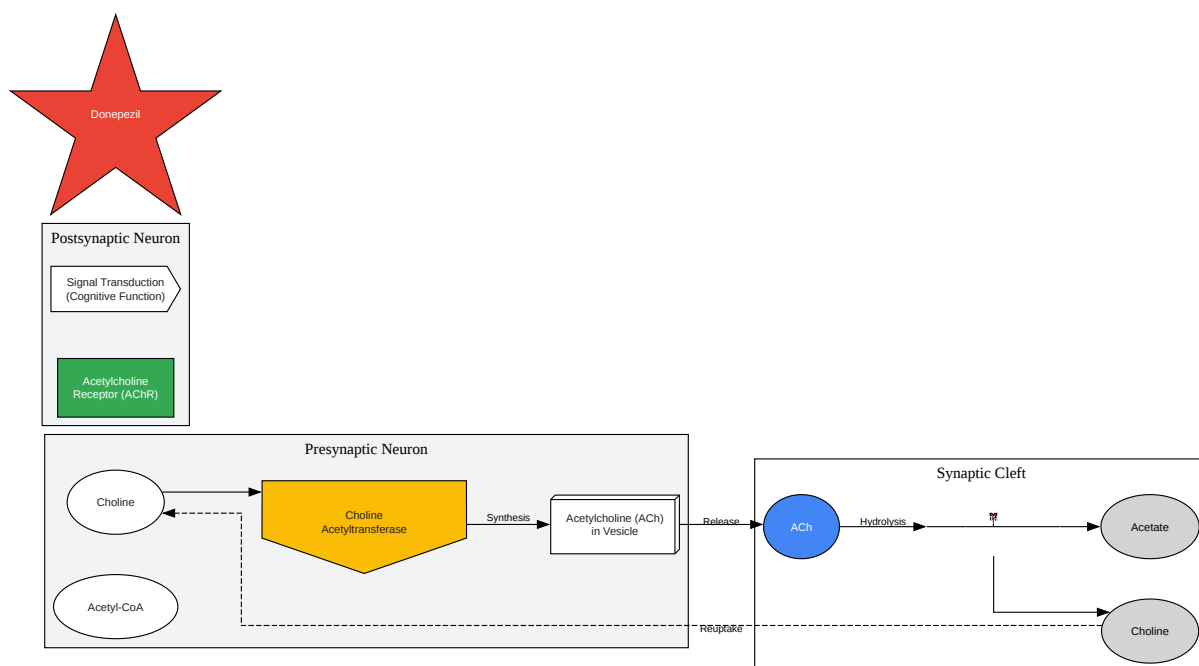 Donepezil
Postsynaptic Neuron
Signal Transduction
(Cognitive Function)
Acetylcholine
Receptor (AChR)
Presynaptic Neuron
Choline
Choline
Acetyltransferase
Synthesis
Acetylcholine (ACh)
in Vesicle
Release
Synaptic Cleft
ACh
Hydrolysis
Acetate
Acetyl-CoA
Reuptake
Choline